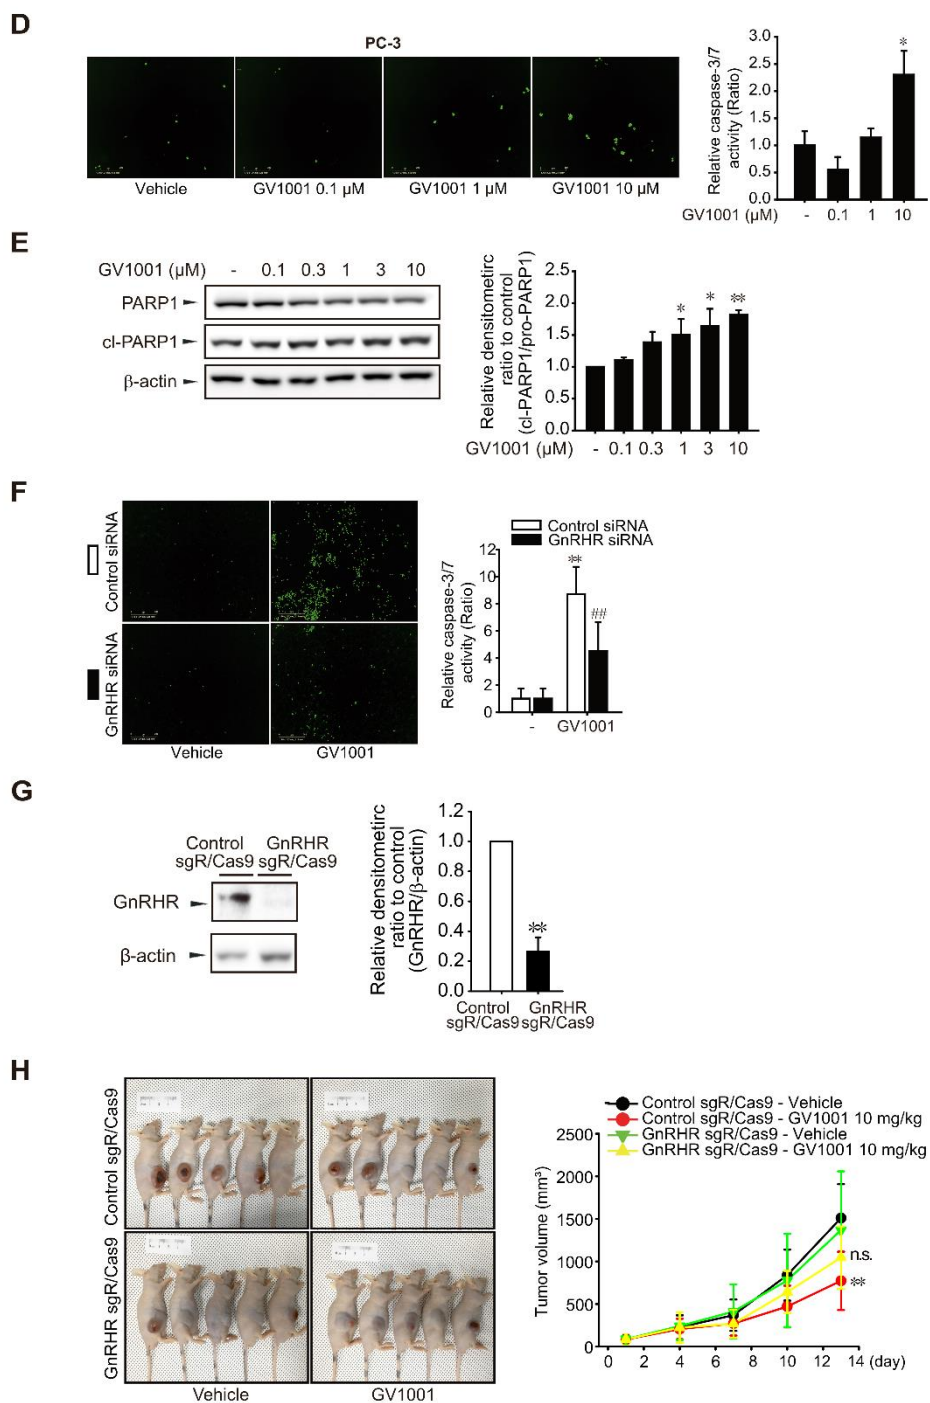 D
PC-3
Vehicle
GV1001 0.1 μM
GV1001 1 μM
GV1001 10 μM
Relative caspase-3/7
activity (Ratio)
3.0
2.5
2.0
1.5
1.0
0.5
0.0
*
GV1001 (μM) - 0.1 1 10
E
GV1001 (μM) - 0.1 0.3 1 3 10
PARP1
cl-PARP1
β-actin
Relative densitometirc
ratio to control
(cl-PARP1/pro-PARP1)
2.5
2.0
1.5
1.0
0.5
0.0
* * **
GV1001 (μM) - 0.1 0.3 1 3 10
F
Control siRNA
GnRHR siRNA
Vehicle
GV1001
Control siRNA
GnRHR siRNA
Relative caspase-3/7
activity (Ratio)
12
10
8
6
4
2
0
**
##
- GV1001
G
Control
sgR/Cas9
GnRHR
sgR/Cas9
GnRHR
β-actin
Relative densitometirc
ratio to control
(GnRHR/β-actin)
1.2
1.0
0.8
0.6
0.4
0.2
0.0
**
Control
sgR/Cas9
GnRHR
sgR/Cas9
H
Control sgR/Cas9
GnRHR sgR/Cas9
Vehicle
GV1001
Control sgR/Cas9 - Vehicle
Control sgR/Cas9 - GV1001 10 mg/kg
GnRHR sgR/Cas9 - Vehicle
GnRHR sgR/Cas9 - GV1001 10 mg/kg
Tumor volume (mm³)
2500
2000
1500
1000
500
0
n.s.
**
0 2 4 6 8 10 12 14 (day)